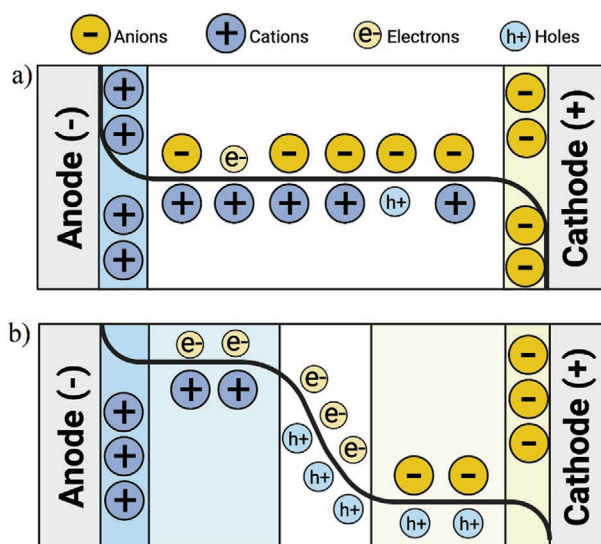 − Anions + Cations e- Electrons h+ Holes
a)
Anode (-)
+
+
+
+
− e- − − − −
+ + + + h+ +
−
−
−
−
Cathode (+)
b)
Anode (-)
+
+
+
e- e-
+ +
e-
e-
e-
h+
h+
h+
− −
h+ h+
−
−
−
Cathode (+)